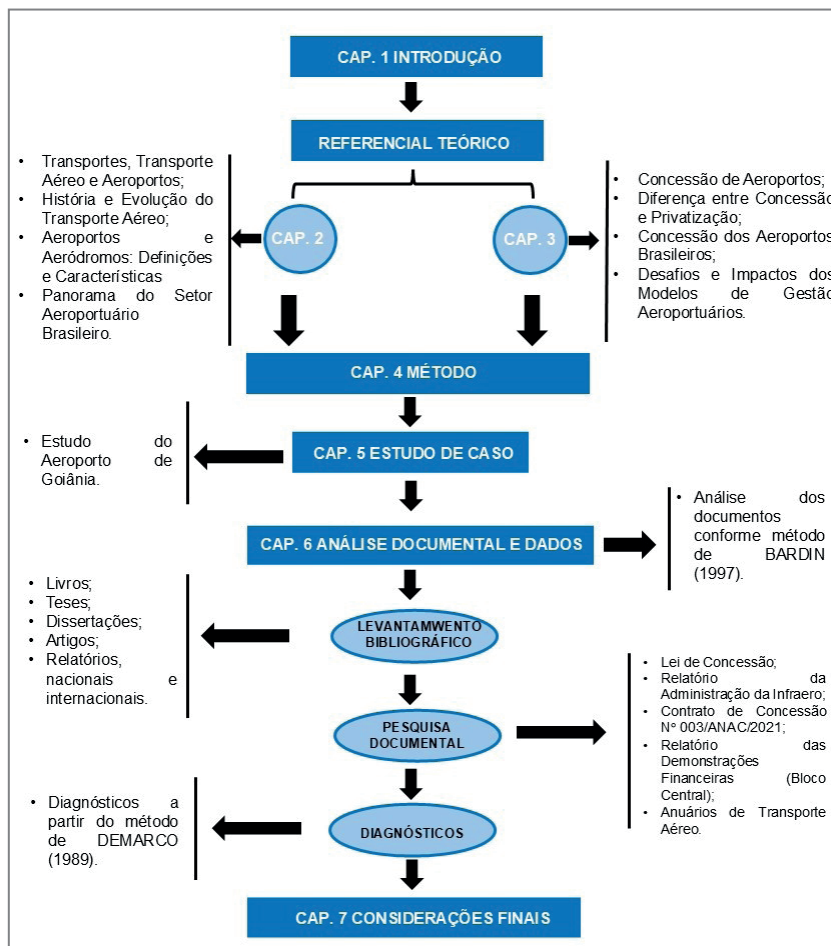 CAP. 1 INTRODUÇÃO
REFERENCIAL TEÓRICO
• Transportes, Transporte
Aéreo e Aeroportos;
• História e Evolução do
Transporte Aéreo;
• Aeroportos e
Aeródromos: Definições
e Características
• Panorama do Setor
Aeroportuário
Brasileiro.
CAP. 2
CAP. 3
• Concessão de Aeroportos;
• Diferença entre Concessão
e Privatização;
• Concessão dos Aeroportos
Brasileiros;
• Desafios e Impactos dos
Modelos de Gestão
Aeroportuários.
CAP. 4 MÉTODO
• Estudo do
Aeroporto de
Goiânia.
CAP. 5 ESTUDO DE CASO
CAP. 6 ANÁLISE DOCUMENTAL E DADOS
• Análise dos
documentos
conforme método
de BARDIN
(1997).
• Livros;
• Teses;
• Dissertações;
• Artigos;
• Relatórios,
nacionais e
internacionais.
LEVANTAMWENTO
BIBLIOGRÁFICO
PESQUISA
DOCUMENTAL
• Lei de Concessão;
• Relatório da
Administração da Infraero;
• Contrato de Concessão
Nº 003/ANAC/2021;
• Relatório das
Demonstrações
Financeiras (Bloco
Central);
• Anuários de Transporte
Aéreo.
• Diagnósticos a
partir do método
de DEMARCO
(1989).
DIAGNÓSTICOS
CAP. 7 CONSIDERAÇÕES FINAIS